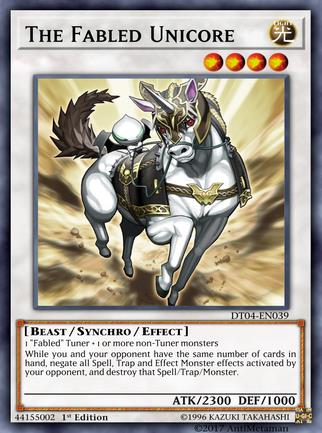 THE FABLED UNICORE
LIGHT
光
DT04-EN039
[BEAST / SYNCHRO / EFFECT]
1 "Fabled" Tuner + 1 or more non-Tuner monsters
While you and your opponent have the same number of cards in
hand, negate all Spell, Trap and Effect Monster effects activated
by your opponent, and destroy that Spell/Trap/Monster.
ATK/2300 DEF/1000
44155002 1st Edition ©1996 KAZUKI TAKAHASHI
©2017 AntiMetaman